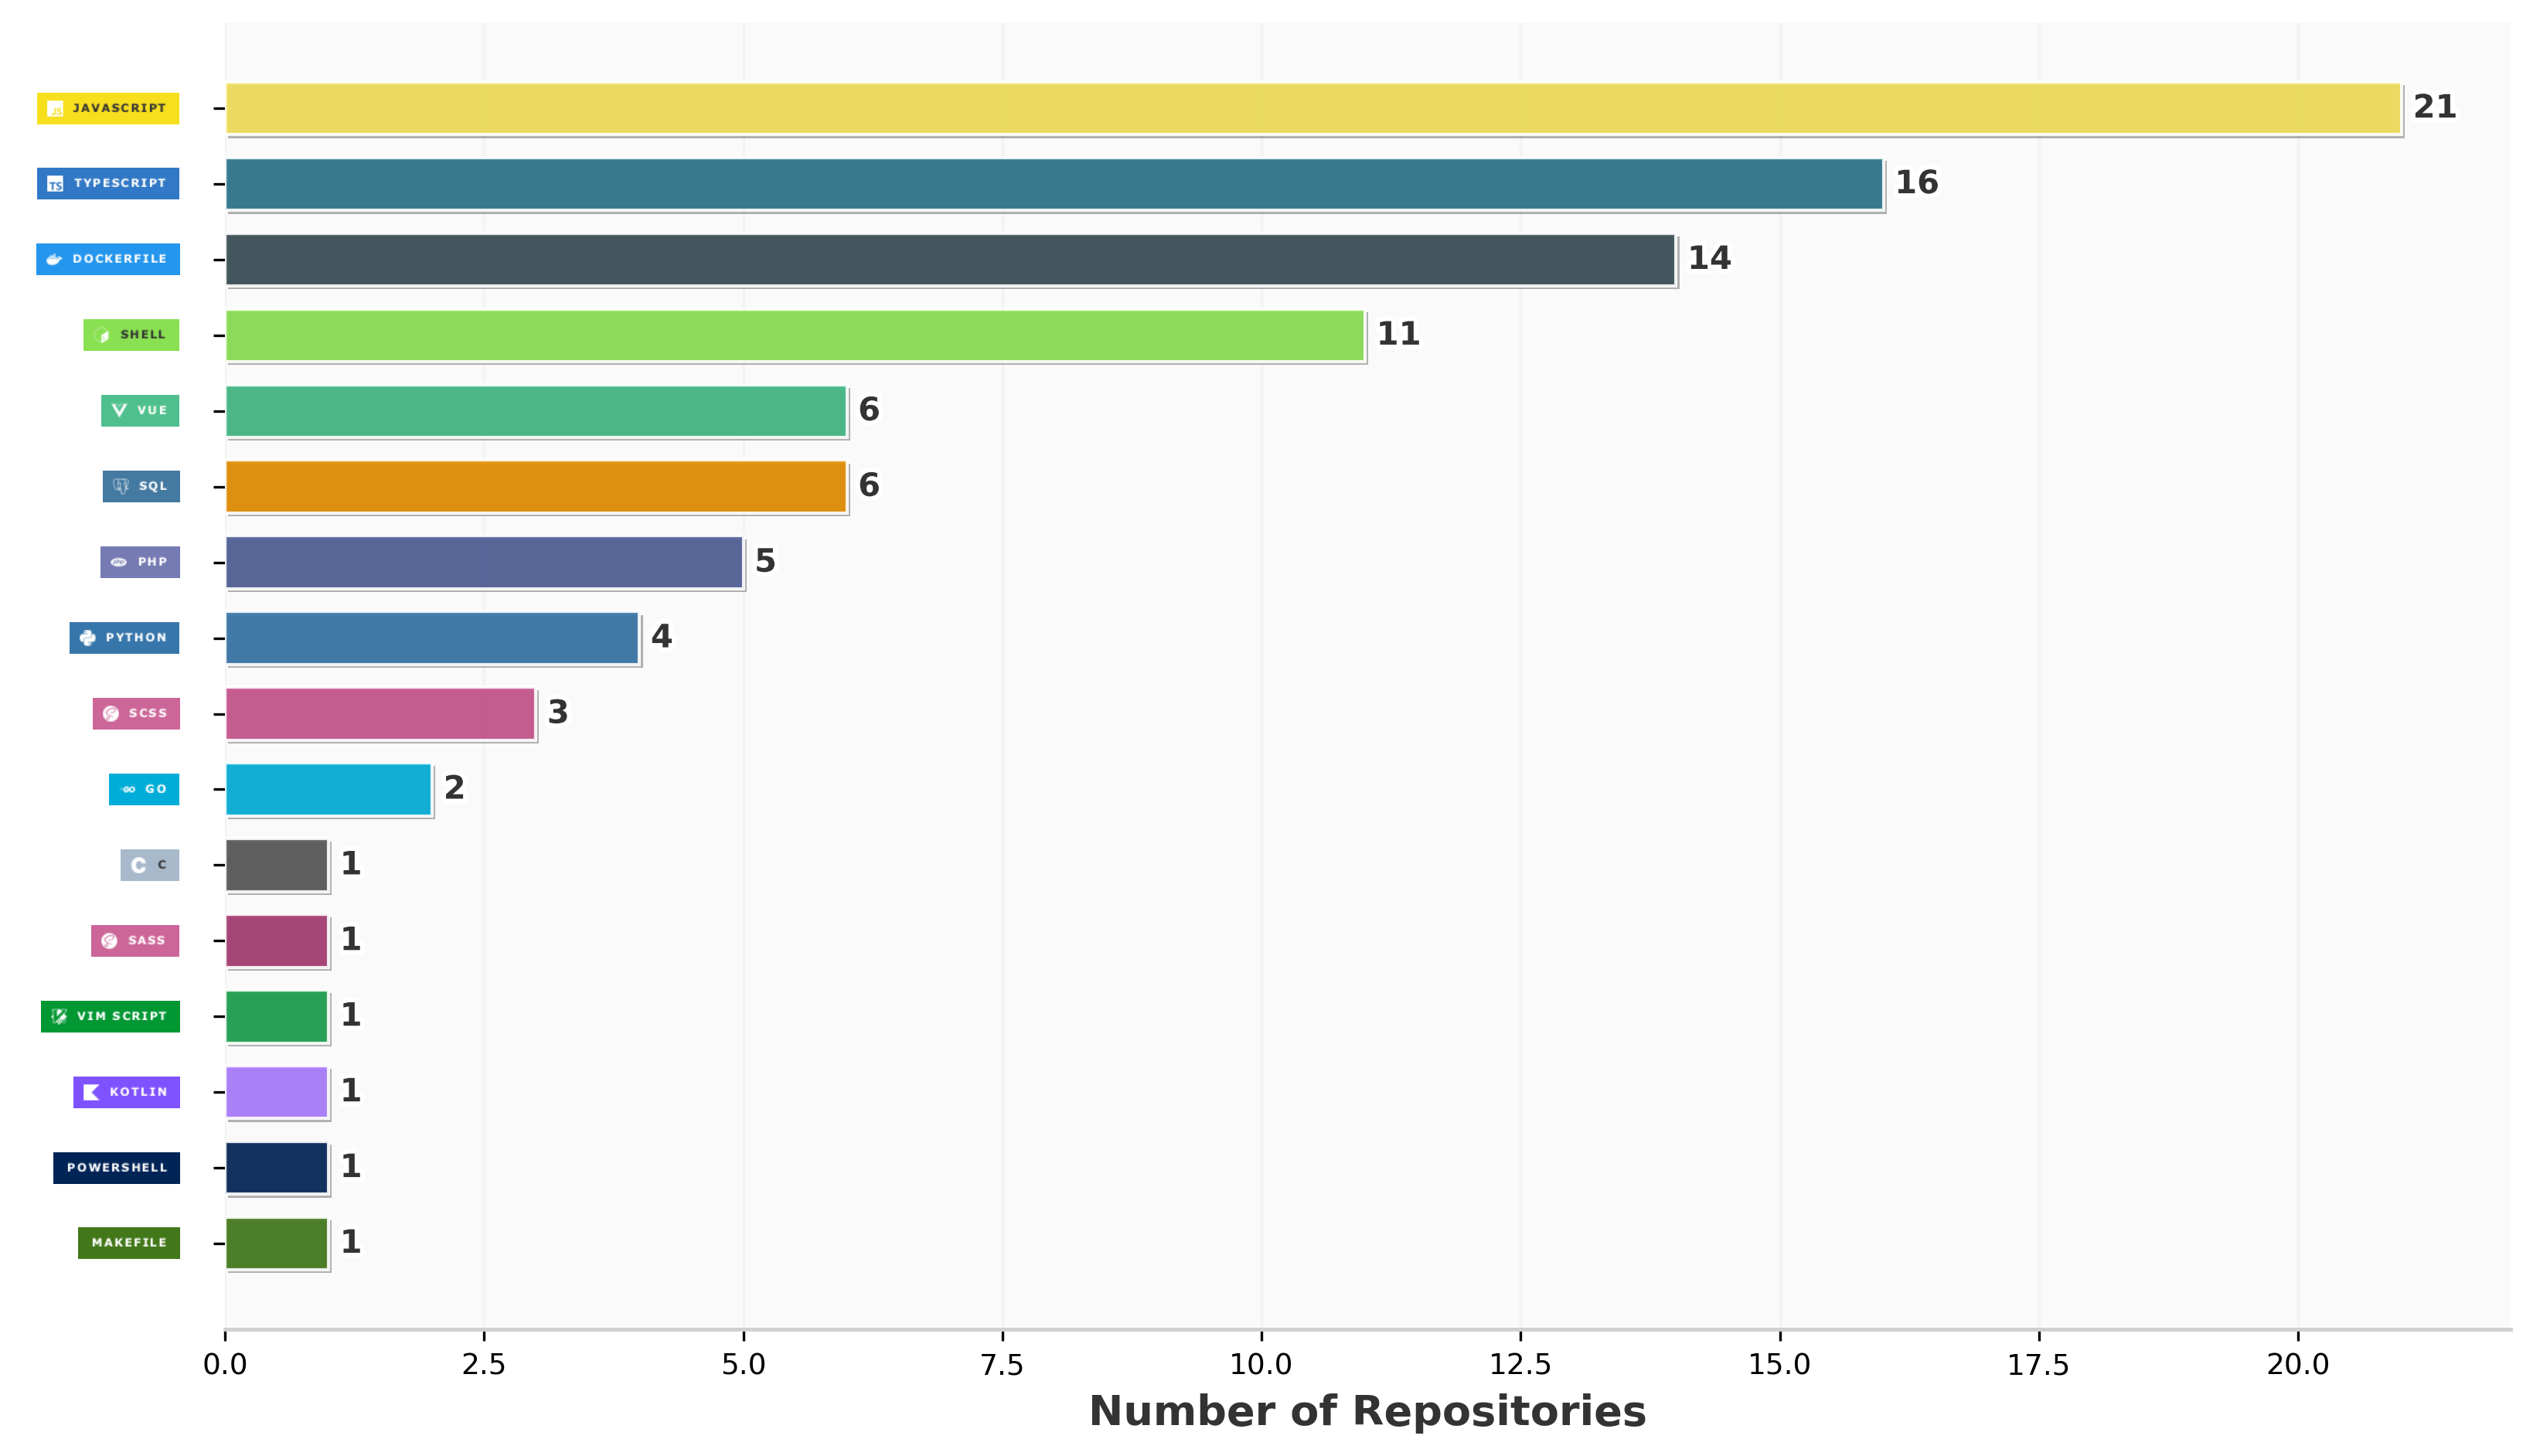 JAVASCRIPT 21
TYPESCRIPT 16
DOCKERFILE 14
SHELL 11
VUE 6
SQL 6
PHP 5
PYTHON 4
SCSS 3
GO 2
C 1
SASS 1
VIM SCRIPT 1
KOTLIN 1
POWERSHELL 1
MAKEFILE 1
0.0 2.5 5.0 7.5 10.0 12.5 15.0 17.5 20.0
Number of Repositories